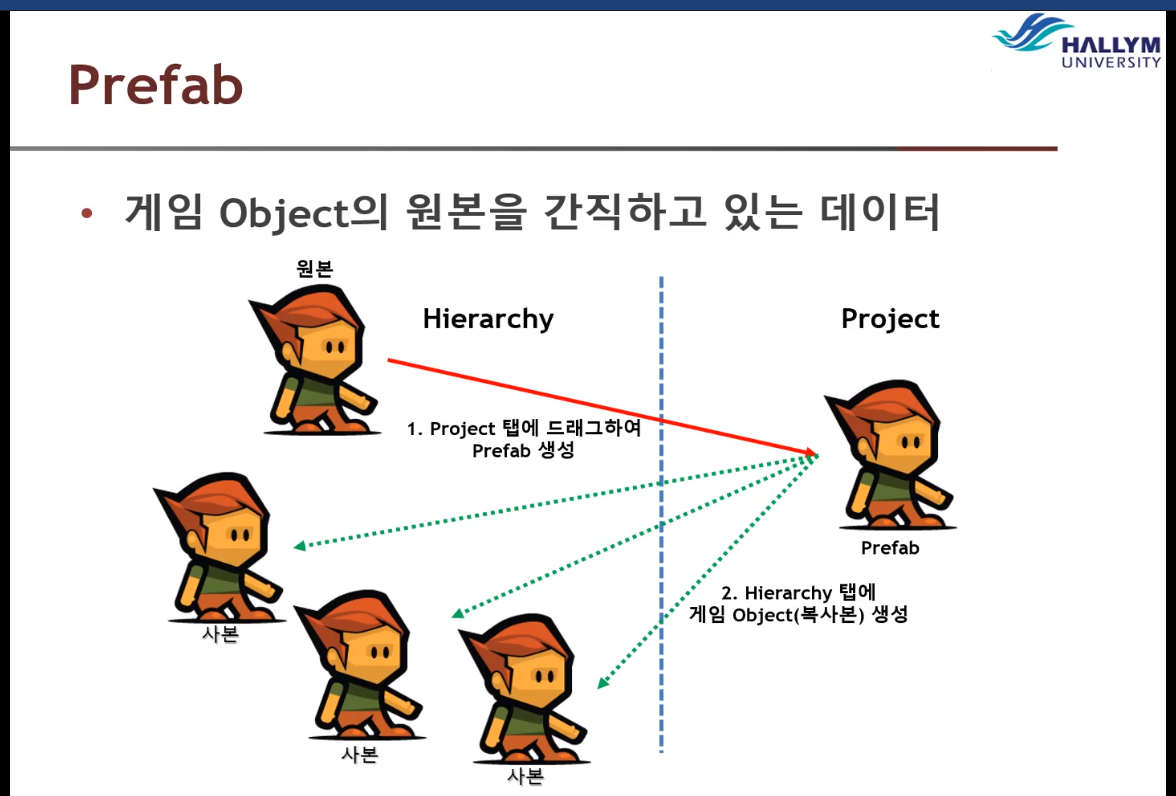 HALLYM
UNIVERSITY
Prefab
• 게임 Object의 원본을 간직하고 있는 데이터
원본
Hierarchy
Project
1. Project 탭에 드래그하여
Prefab 생성
Prefab
2. Hierarchy 탭에
게임 Object(복사본) 생성
사본
사본
사본